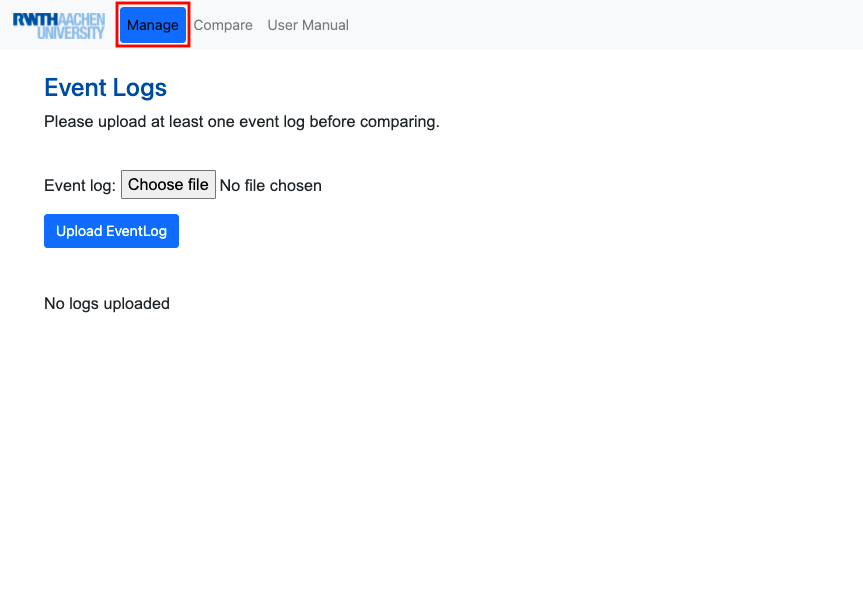 RWTHAACHEN
UNIVERSITY
Manage Compare User Manual
Event Logs
Please upload at least one event log before comparing.
Event log: Choose file No file chosen
Upload EventLog
No logs uploaded